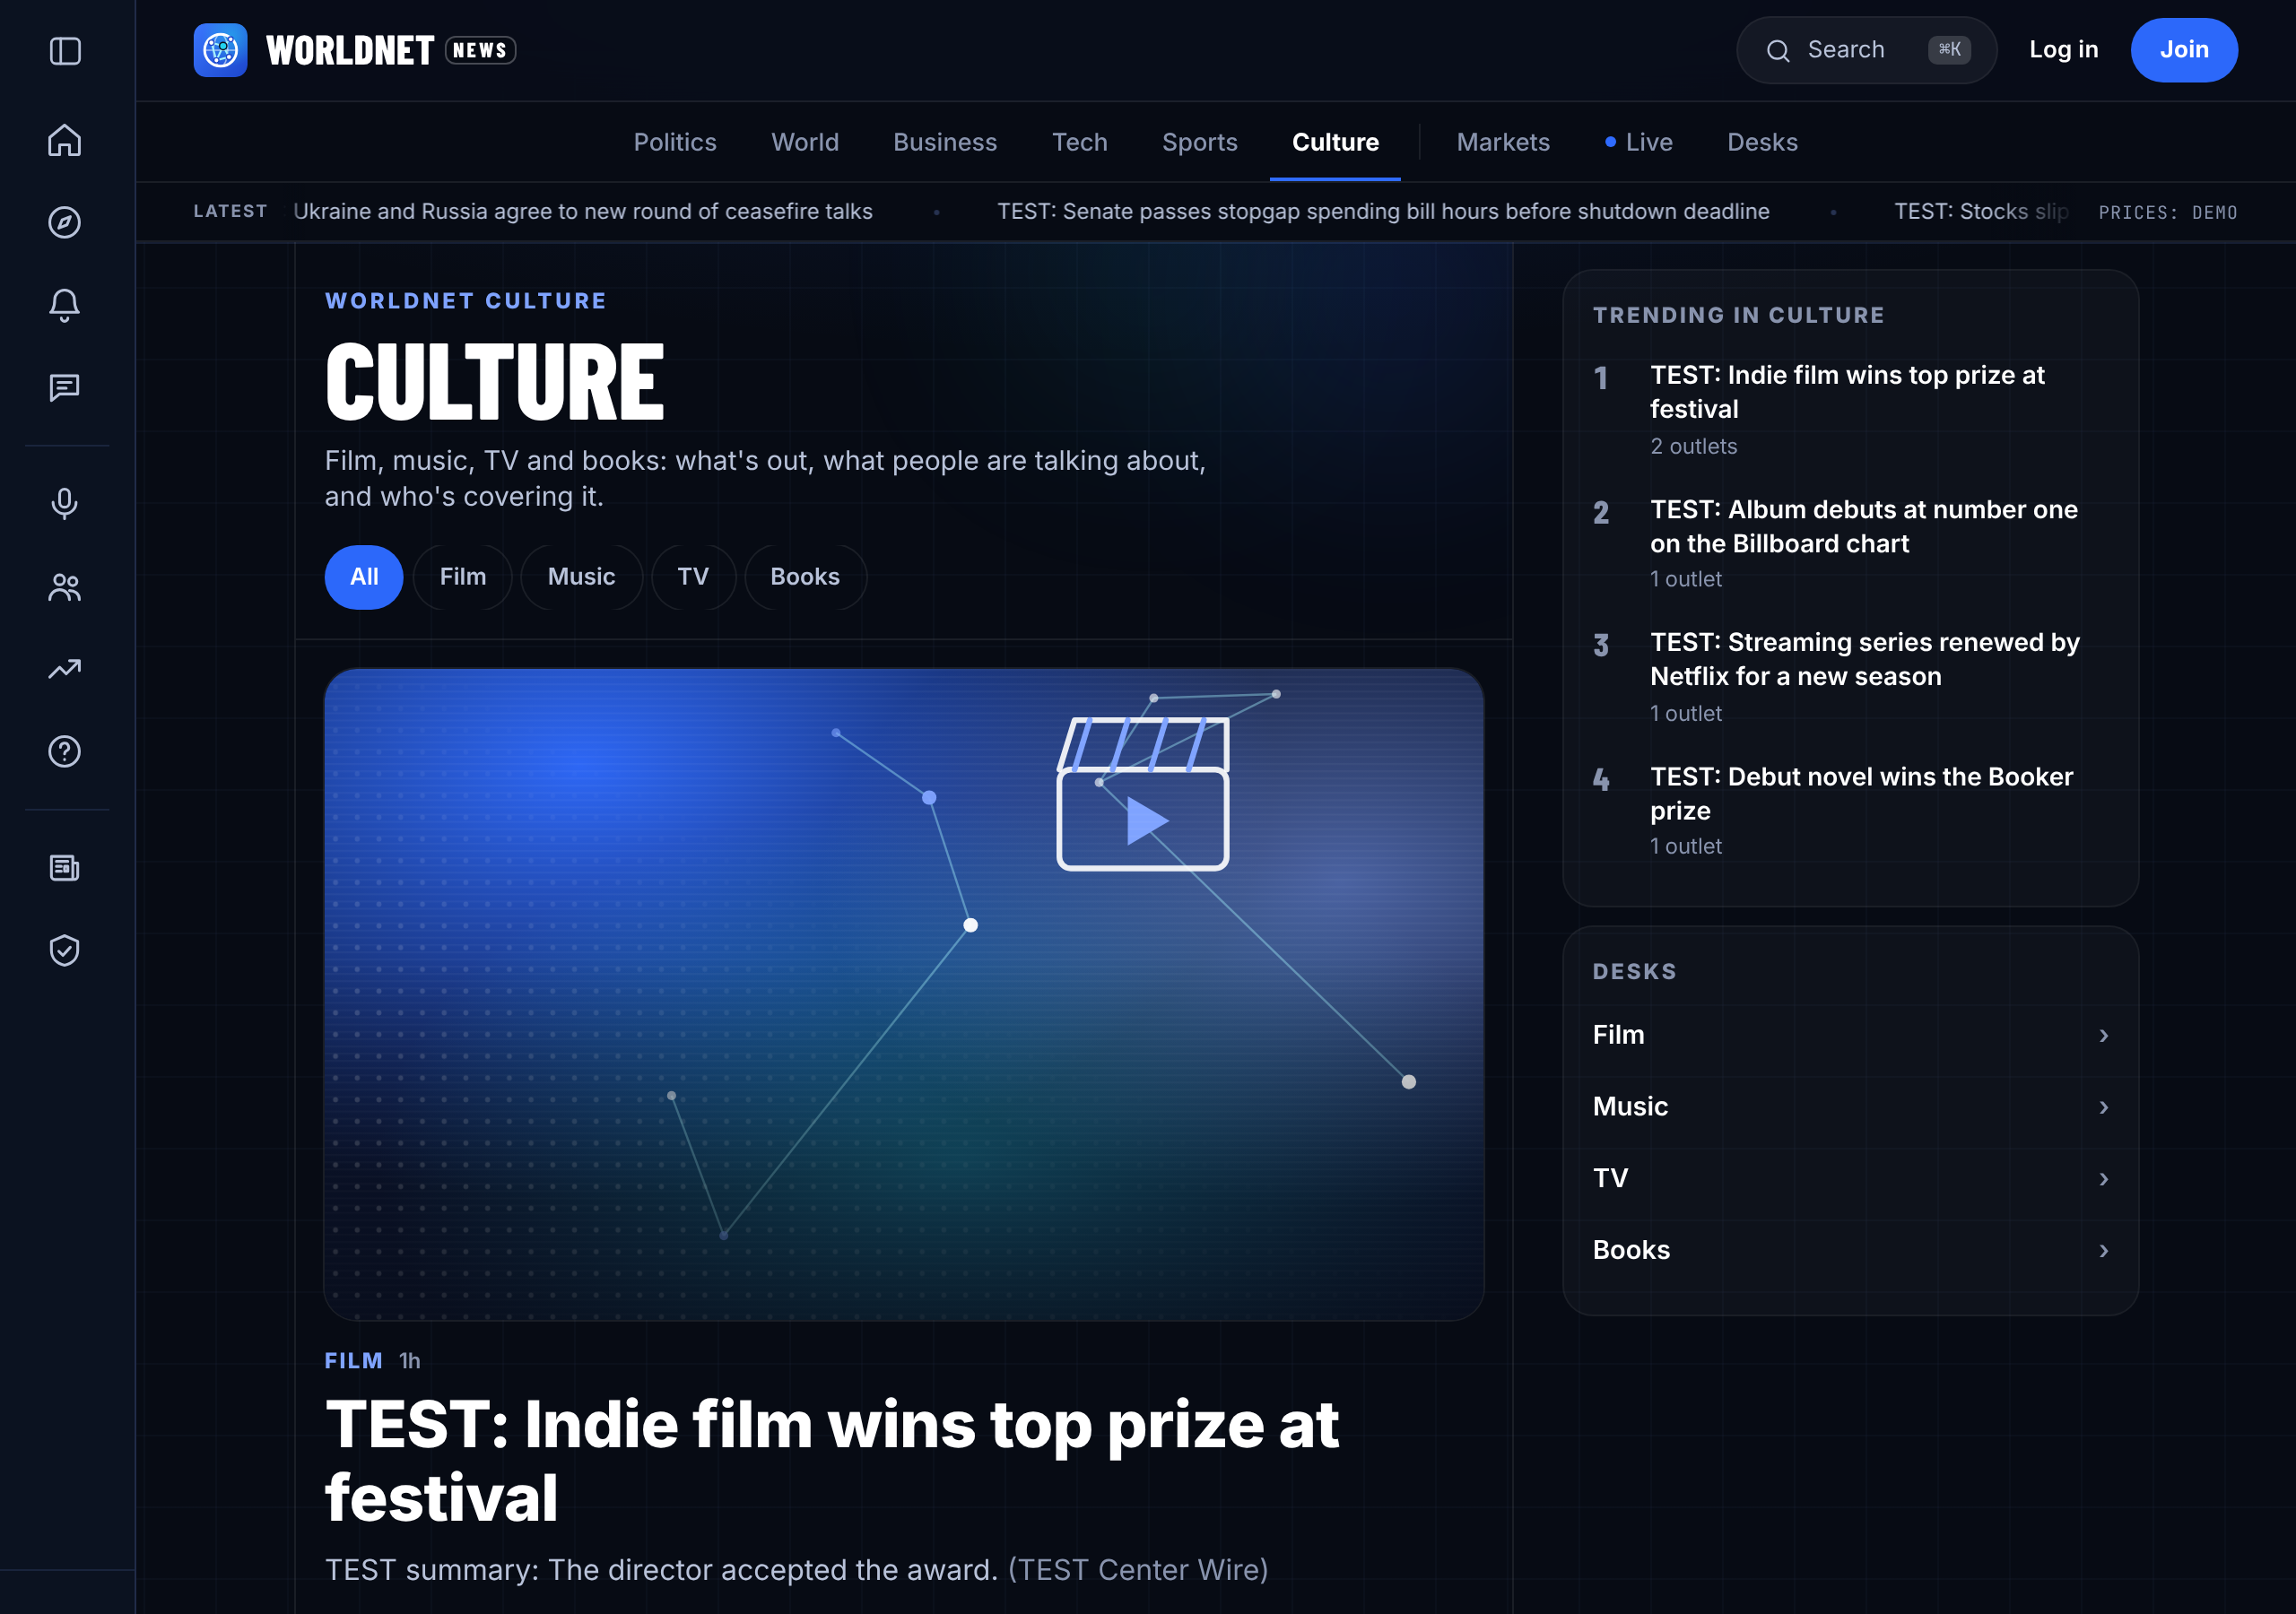 WORLDNET NEWS
Search ⌘K
Log in
Join
Politics World Business Tech Sports Culture Markets Live Desks
LATEST Ukraine and Russia agree to new round of ceasefire talks • TEST: Senate passes stopgap spending bill hours before shutdown deadline • TEST: Stocks slip PRICES: DEMO
WORLDNET CULTURE
CULTURE
Film, music, TV and books: what's out, what people are talking about,
and who's covering it.
All Film Music TV Books
FILM 1h
TEST: Indie film wins top prize at
festival
TEST summary: The director accepted the award. (TEST Center Wire)
TRENDING IN CULTURE
1 TEST: Indie film wins top prize at
festival
2 outlets
2 TEST: Album debuts at number one
on the Billboard chart
1 outlet
3 TEST: Streaming series renewed by
Netflix for a new season
1 outlet
4 TEST: Debut novel wins the Booker
prize
1 outlet
DESKS
Film ›
Music ›
TV ›
Books ›